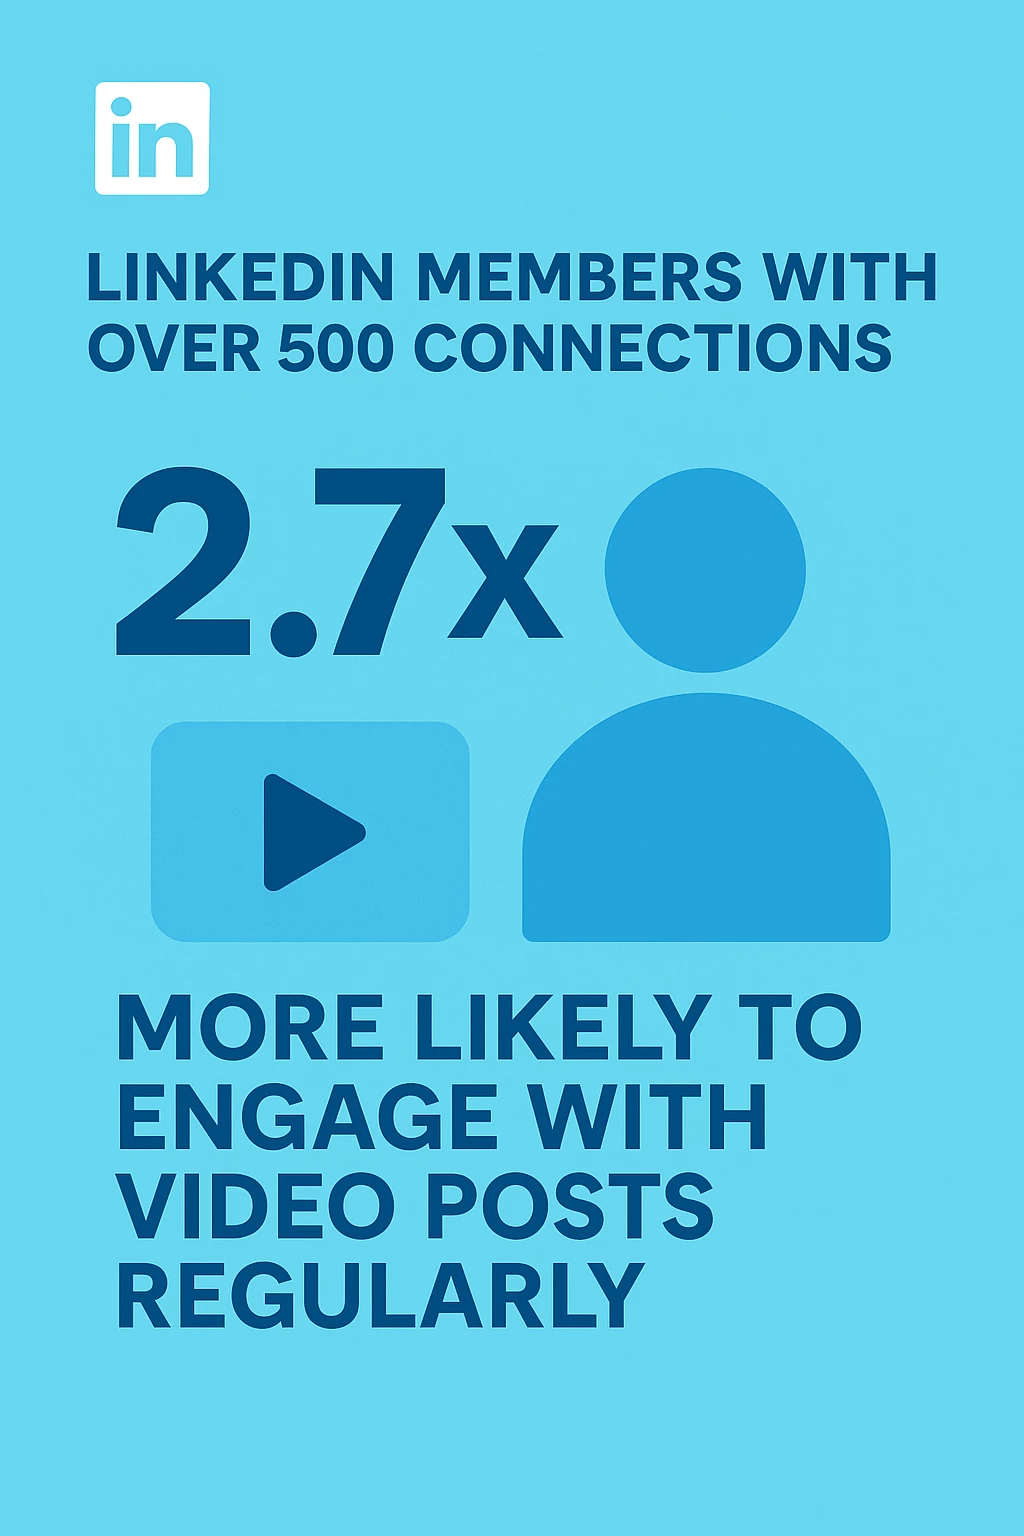 in
LINKEDIN MEMBERS WITH
OVER 500 CONNECTIONS
2.7x
MORE LIKELY TO
ENGAGE WITH
VIDEO POSTS
REGULARLY